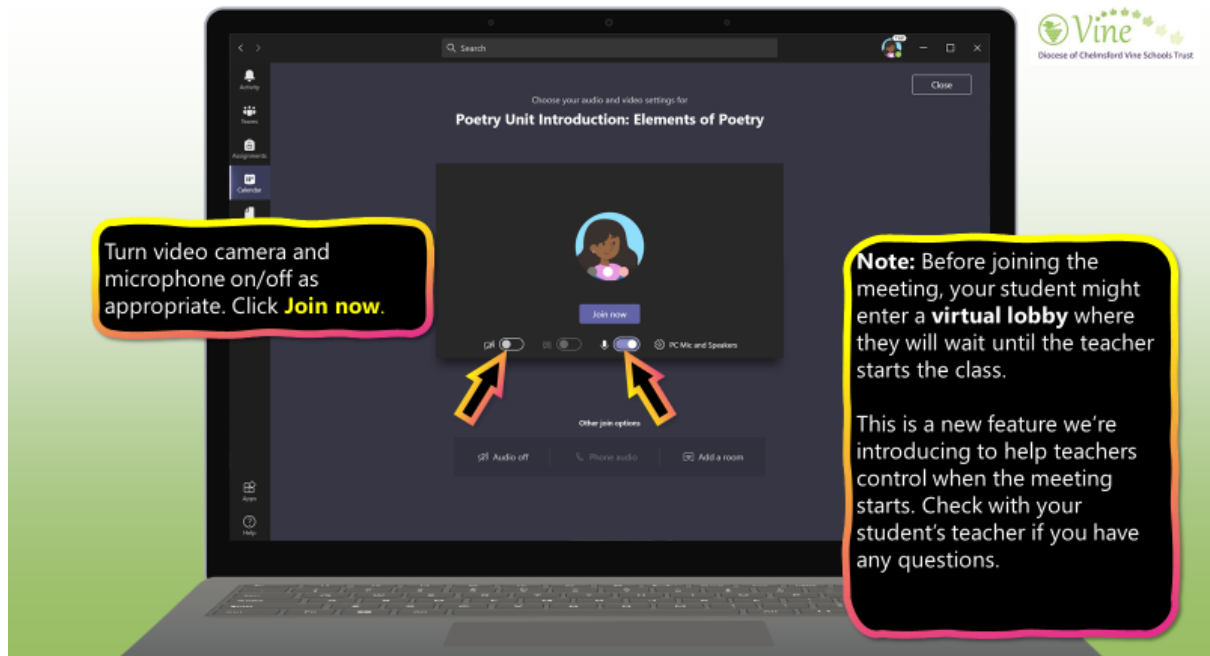 Vine
Diocese of Chelmsford Vine Schools Trust
Search
Activity
Close
Teams
Choose your audio and video settings for
Poetry Unit Introduction: Elements of Poetry
Assignments
Calendar
Turn video camera and
microphone on/off as
appropriate. Click Join now.
Join now
PC Mic and Speakers
Other join options
Audio off
Phone audio
Add a room
Apps
Help
Note: Before joining the
meeting, your student might
enter a virtual lobby where
they will wait until the teacher
starts the class.
This is a new feature we're
introducing to help teachers
control when the meeting
starts. Check with your
student's teacher if you have
any questions.